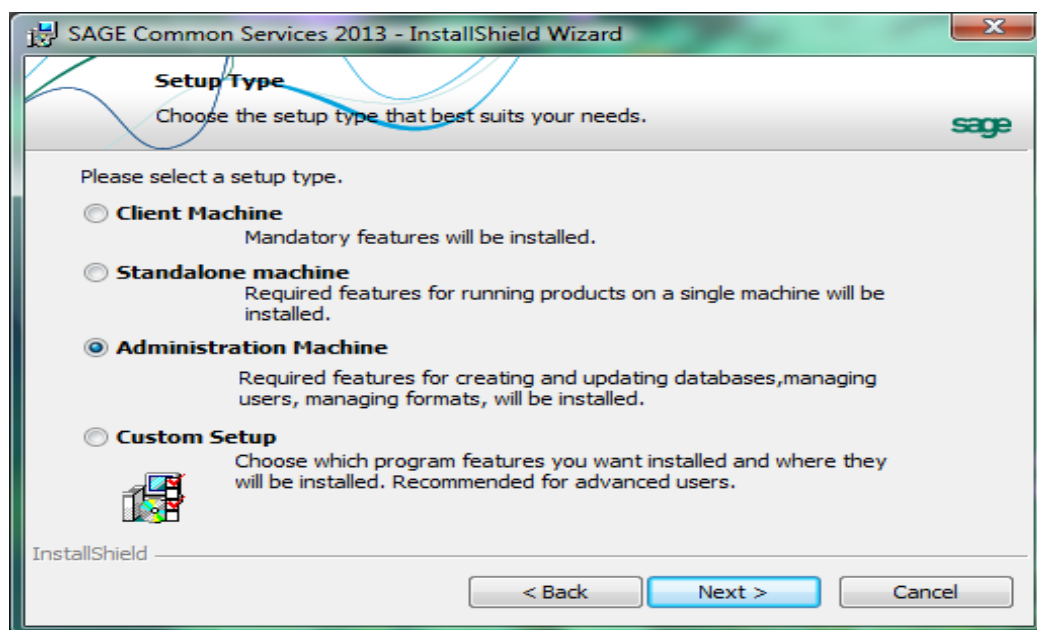 SAGE Common Services 2013 - InstallShield Wizard
X
Setup Type
Choose the setup type that best suits your needs.
sage
Please select a setup type.
Client Machine
Mandatory features will be installed.
Standalone machine
Required features for running products on a single machine will be
installed.
Administration Machine
Required features for creating and updating databases,managing
users, managing formats, will be installed.
Custom Setup
Choose which program features you want installed and where they
will be installed. Recommended for advanced users.
InstallShield
< Back
Next >
Cancel